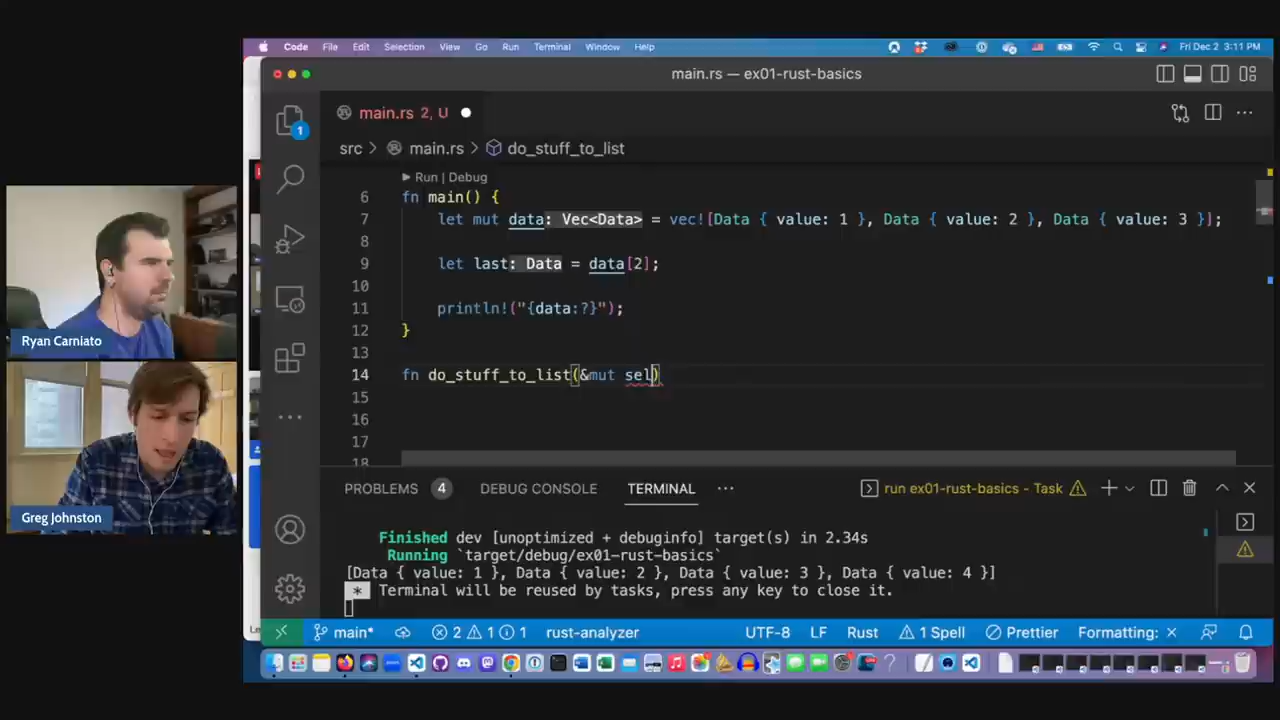 Code File Edit Selection View Go Run Terminal Window Help Fri Dec 2 3:11 PM
main.rs — ex01-rust-basics
main.rs 2, U
1
src > main.rs > do_stuff_to_list
Run | Debug
6 fn main() {
7 let mut data: Vec<Data> = vec![Data { value: 1 }, Data { value: 2 }, Data { value: 3 }];
8
9 let last: Data = data[2];
10
11 println!("{data:?}");
12 }
13
14 fn do_stuff_to_list(&mut sel)
15
16
17
18
Ryan Carniato
Greg Johnston
PROBLEMS 4 DEBUG CONSOLE TERMINAL ··· run ex01-rust-basics - Task
Finished dev [unoptimized + debuginfo] target(s) in 2.34s
Running `target/debug/ex01-rust-basics`
[Data { value: 1 }, Data { value: 2 }, Data { value: 3 }, Data { value: 4 }]
* Terminal will be reused by tasks, press any key to close it.
main* 2 1 1 rust-analyzer UTF-8 LF Rust 1 Spell Prettier Formatting: ×